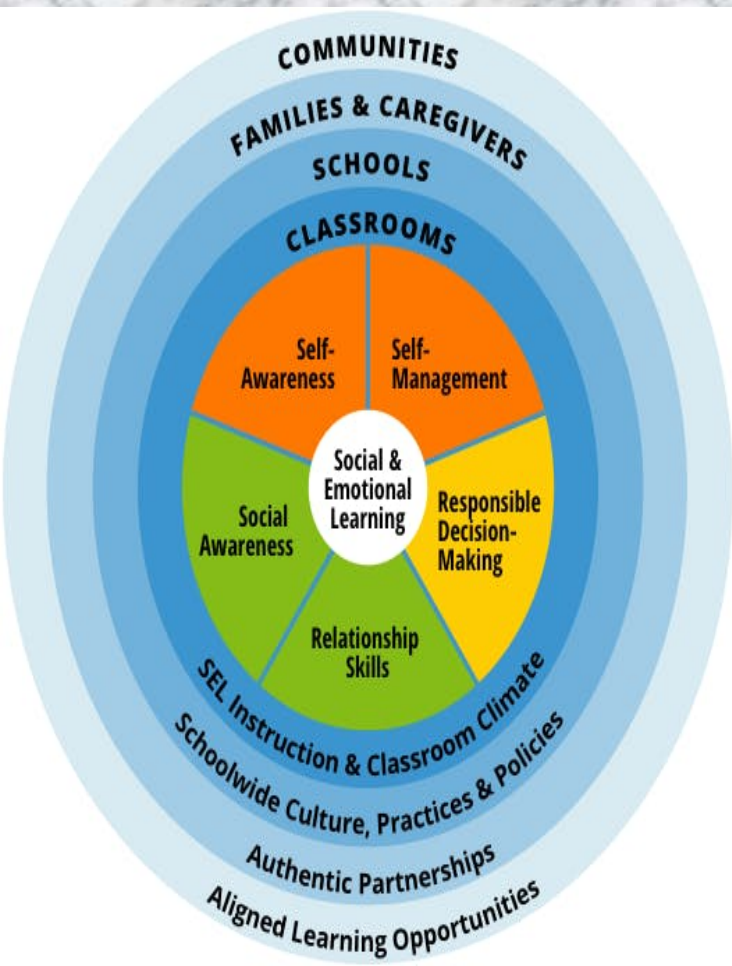 COMMUNITIES
FAMILIES & CAREGIVERS
SCHOOLS
CLASSROOMS
Self-
Awareness
Self-
Management
Social &
Emotional
Learning
Social
Awareness
Responsible
Decision-
Making
Relationship
Skills
SEL Instruction & Classroom Climate
Schoolwide Culture, Practices & Policies
Authentic Partnerships
Aligned Learning Opportunities